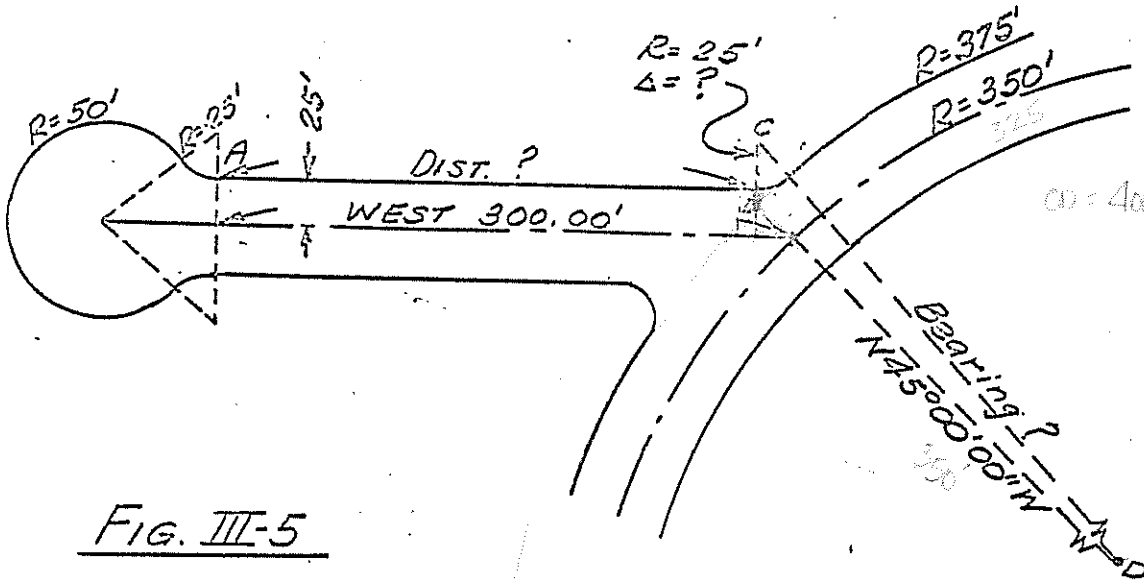 R=50'
R=25'
A
25'
DIST. ?
WEST 300.00'
R=25'
Δ=?
C
R=375'
R=350'
Bearing ?
N45°00'00"W
D
FIG. III-5